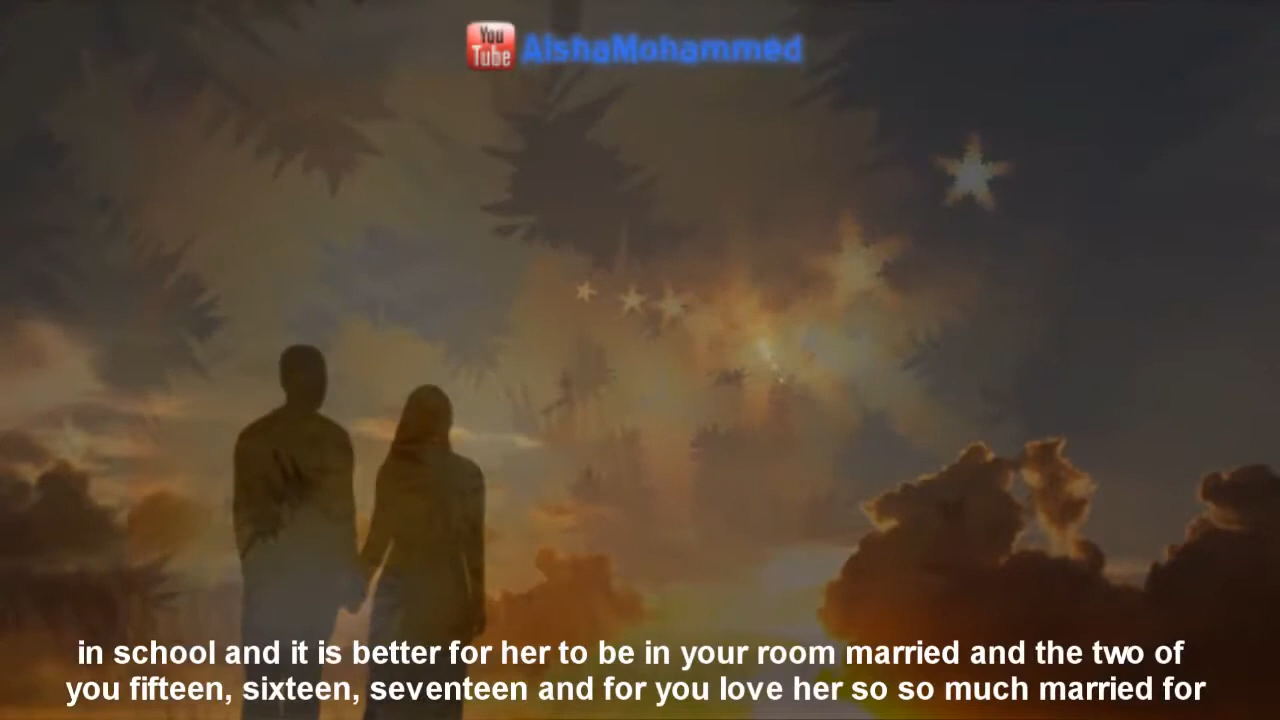 You
Tube
AishaMohammed
in school and it is better for her to be in your room married and the two of
you fifteen, sixteen, seventeen and for you love her so so much married for